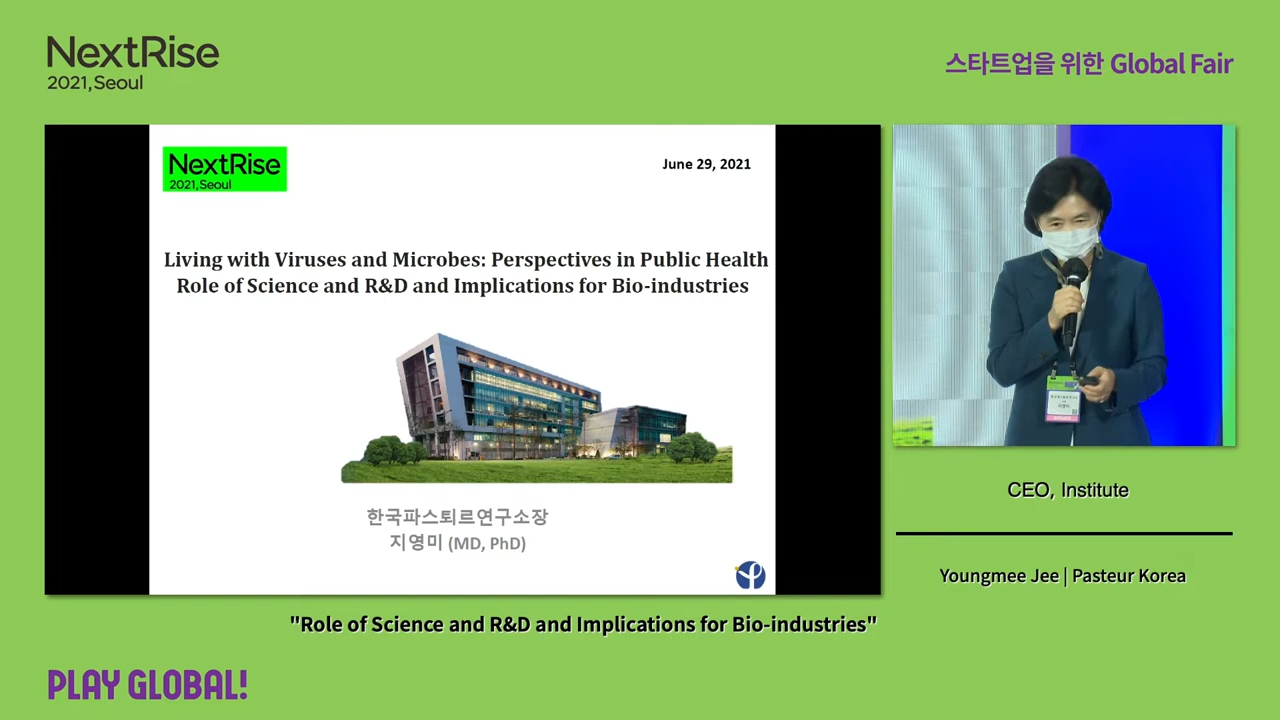 NextRise
2021,Seoul
스타트업을 위한 Global Fair
NextRise
2021,Seoul
June 29, 2021
Living with Viruses and Microbes: Perspectives in Public Health
Role of Science and R&D and Implications for Bio-industries
한국파스퇴르연구소장
지영미 (MD, PhD)
지영미
CEO, Institute
Youngmee Jee | Pasteur Korea
"Role of Science and R&D and Implications for Bio-industries"
PLAY GLOBAL!